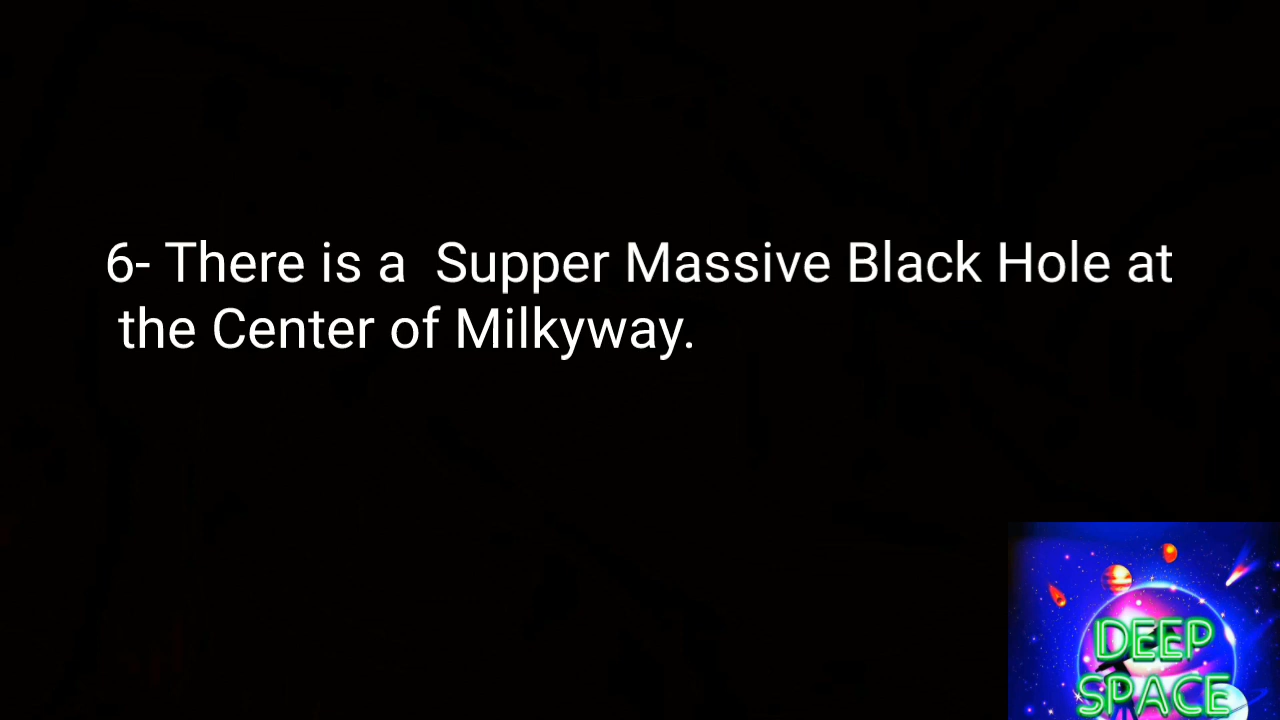 6- There is a  Supper Massive Black Hole at
the Center of Milkyway.
DEEP
SPACE